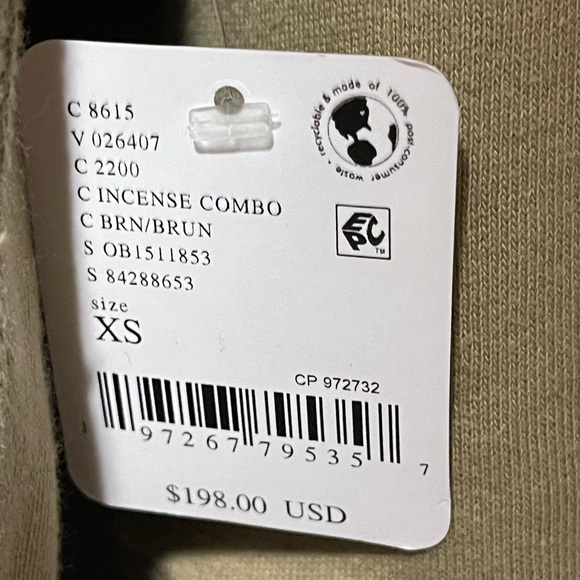 C 8615
V 026407
C 2200
C INCENSE COMBO
C BRN/BRUN
S OB1511853
S 84288653
size
XS
recyclable & made of 100% post-consumer waste •
EPC
TM
CP 972732
97267 79535 7
$198.00 USD